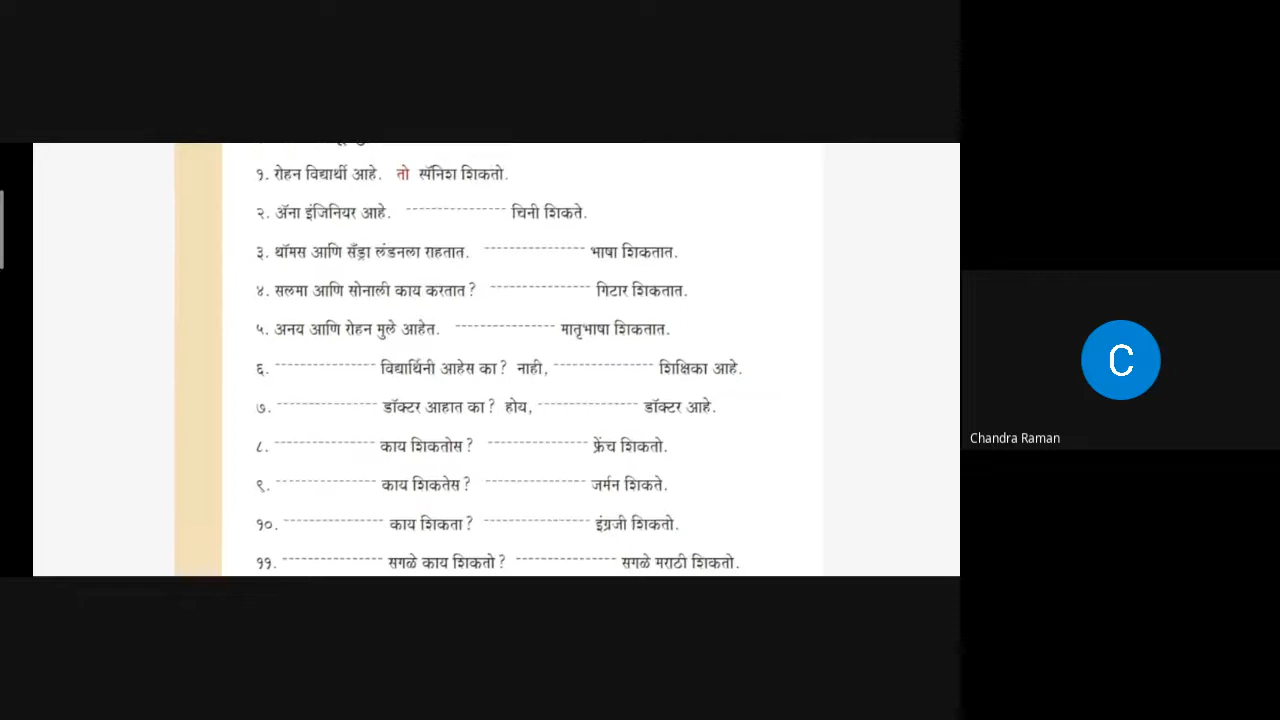 १. रोहन विद्यार्थी आहे. तो स्पॅनिश शिकतो.
२. ॲना इंजिनियर आहे. ---------------- चिनी शिकते.
३. थॉमस आणि सँड्रा लंडनला राहतात. ---------------- भाषा शिकतात.
४. सलमा आणि सोनाली काय करतात? ---------------- गिटार शिकतात.
५. अनय आणि रोहन मुले आहेत. ---------------- मातृभाषा शिकतात.
६. ---------------- विद्यार्थिनी आहेस का? नाही, ---------------- शिक्षिका आहे.
७. ---------------- डॉक्टर आहात का? होय, ---------------- डॉक्टर आहे.
८. ---------------- काय शिकतोस? ---------------- फ्रेंच शिकतो.
९. ---------------- काय शिकतेस? ---------------- जर्मन शिकते.
१०. ---------------- काय शिकता? ---------------- इंग्रजी शिकतो.
११. ---------------- सगळे काय शिकतो? ---------------- सगळे मराठी शिकतो.
C
Chandra Raman